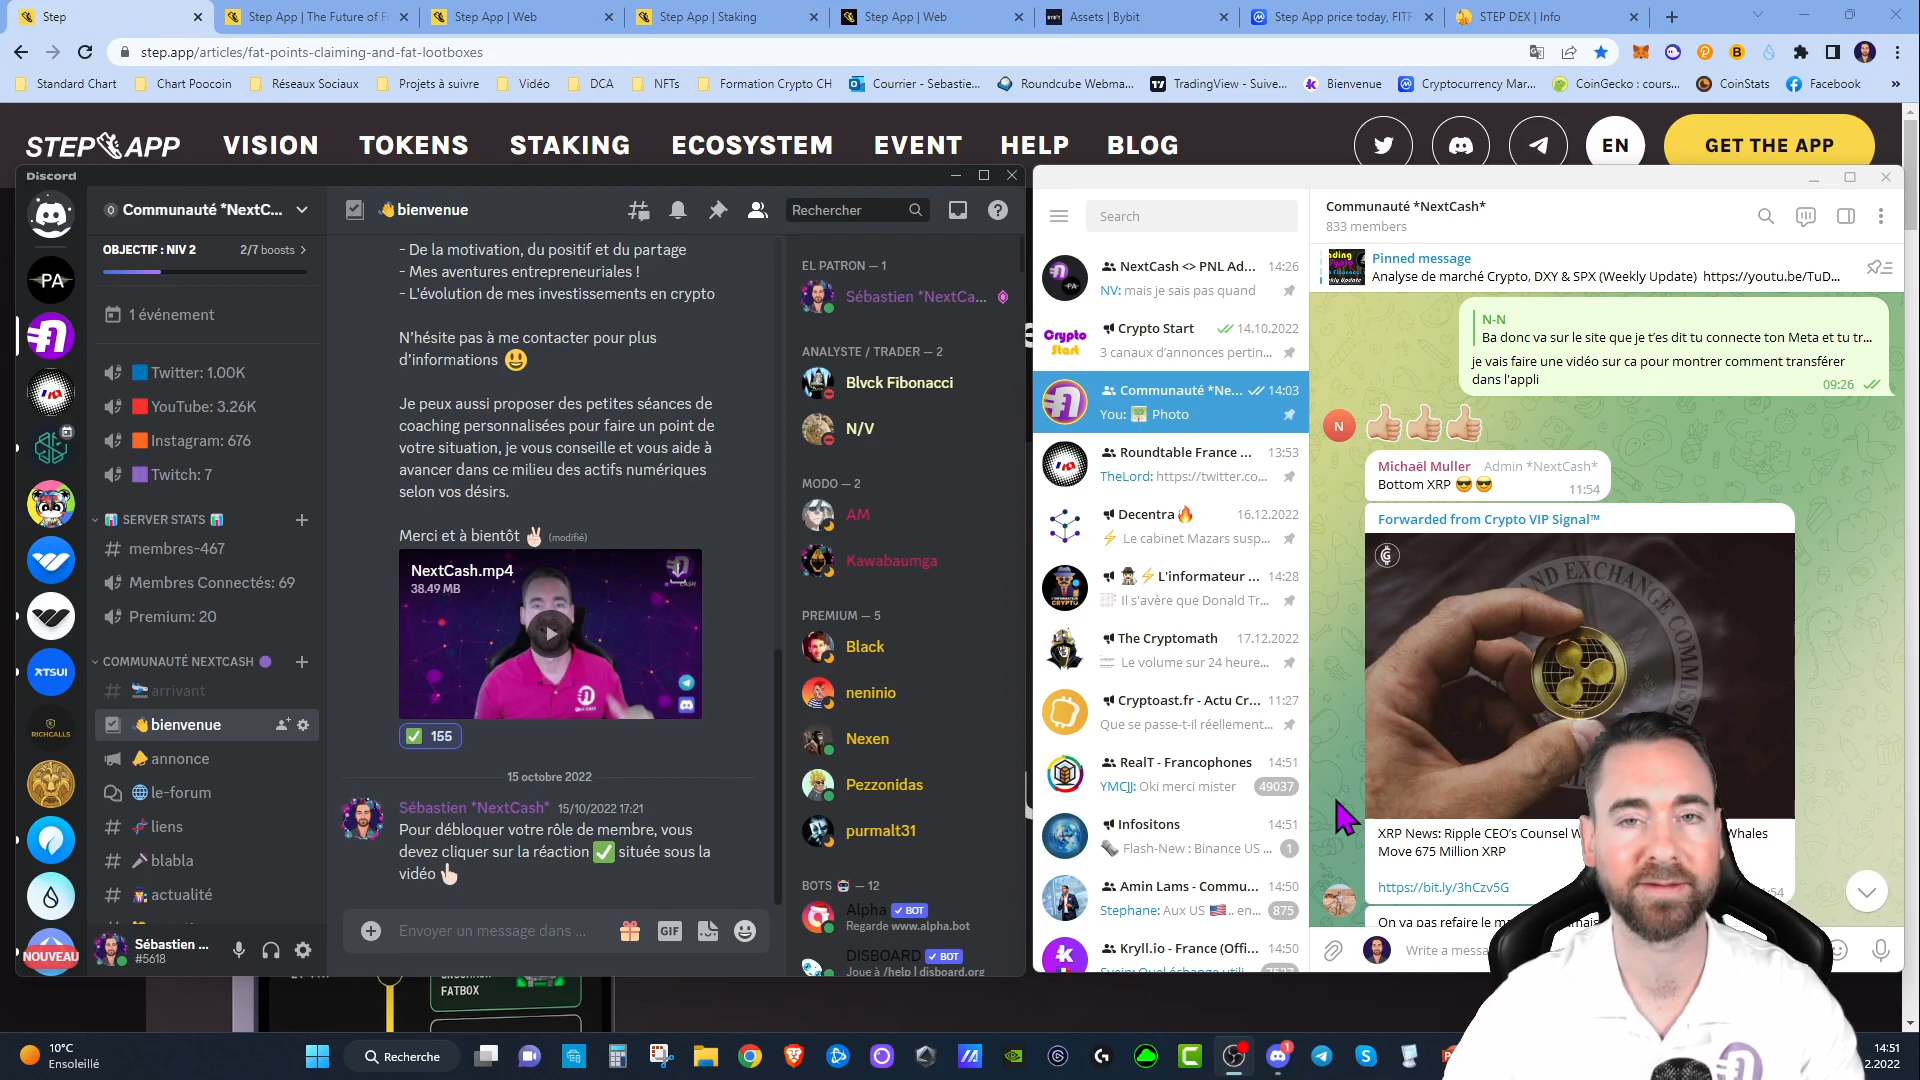 Step
Step App | The Future of Fi
Step App | Web
Step App | Staking
Step App | Web
Assets | Bybit
Step App price today, FITF
STEP DEX | Info
step.app/articles/fat-points-claiming-and-fat-lootboxes
Standard Chart
Chart Poocoin
Réseaux Sociaux
Projets à suivre
Vidéo
DCA
NFTs
Formation Crypto CH
Courrier - Sebastie...
Roundcube Webma...
TradingView - Suive...
Bienvenue
Cryptocurrency Mar...
CoinGecko : cours...
CoinStats
Facebook
»
STEP APP
VISION
TOKENS
STAKING
ECOSYSTEM
EVENT
HELP
BLOG
EN
GET THE APP
Discord
Communauté *NextC...
OBJECTIF : NIV 2
2/7 boosts >
1 événement
Twitter: 1.00K
YouTube: 3.26K
Instagram: 676
Twitch: 7
SERVER STATS
membres-467
Membres Connectés: 69
Premium: 20
COMMUNAUTÉ NEXTCASH
arrivant
bienvenue
annonce
le-forum
liens
blabla
actualité
PA
ATSUI
RICHCALLS
NOUVEAU
Sébastien ...
#5618
👋bienvenue
Rechercher
- De la motivation, du positif et du partage
- Mes aventures entrepreneuriales !
- L'évolution de mes investissements en crypto
N'hésite pas à me contacter pour plus
d'informations 😃
Je peux aussi proposer des petites séances de
coaching personnalisées pour faire un point de
votre situation, je vous conseille et vous aide à
avancer dans ce milieu des actifs numériques
selon vos désirs.
Merci et à bientôt ✌🏻 (modifié)
NextCash.mp4
38.49 MB
✅ 155
15 octobre 2022
Sébastien *NextCash* 15/10/2022 17:21
Pour débloquer votre rôle de membre, vous
devez cliquer sur la réaction ✅ située sous la
vidéo 👆🏻
Envoyer un message dans ...
GIF
EL PATRON — 1
Sébastien *NextCa...
ANALYSTE / TRADER — 2
Blvck Fibonacci
N/V
MODO — 2
AM
Kawabaumga
PREMIUM — 5
Black
neninio
Nexen
Pezzonidas
purmalt31
BOTS — 12
Alpha ✓ BOT
Regarde www.alpha.bot
DISBOARD ✓ BOT
Joue à /help | disboard.org
Search
NextCash <> PNL Ad... 14:26
NV: mais je sais pas quand
Crypto Start 14.10.2022
3 canaux d'annonces pertin...
Communauté *Ne... 14:03
You: Photo
Roundtable France ... 13:53
TheLord: https://twitter.co...
Decentra🔥 16.12.2022
⚡ Le cabinet Mazars susp...
⚡L'informateur ... 14:28
Il s'avère que Donald Tr...
The Cryptomath 17.12.2022
Le volume sur 24 heure...
Cryptoast.fr - Actu Cr... 11:27
Que se passe-t-il réellement...
RealT - Francophones 14:51
YMCJJ: Oki merci mister 49037
Infositons 14:51
Flash-New : Binance US ... 1
Amin Lams - Commu... 14:50
Stephane: Aux US 🇺🇸.. en... 875
Kryll.io - France (Offi... 14:50
Communauté *NextCash*
833 members
Pinned message
Analyse de marché Crypto, DXY & SPX (Weekly Update) https://youtu.be/TuD...
N-N
Ba donc va sur le site que je t'es dit tu connecte ton Meta et tu tr...
je vais faire une vidéo sur ca pour montrer comment transférer
dans l'appli
09:26
N
👍🏻👍🏻👍🏻
Michaël Muller Admin *NextCash*
Bottom XRP 😎😎
11:54
Forwarded from Crypto VIP Signal™
AND EXCHANGE COMMISS
XRP News: Ripple CEO's Counsel W
Whales
Move 675 Million XRP
https://bit.ly/3hCzv5G
On va pas refaire le m
Write a messa
FATBOX
10°C
Ensoleillé
Recherche
14:51
2.2022